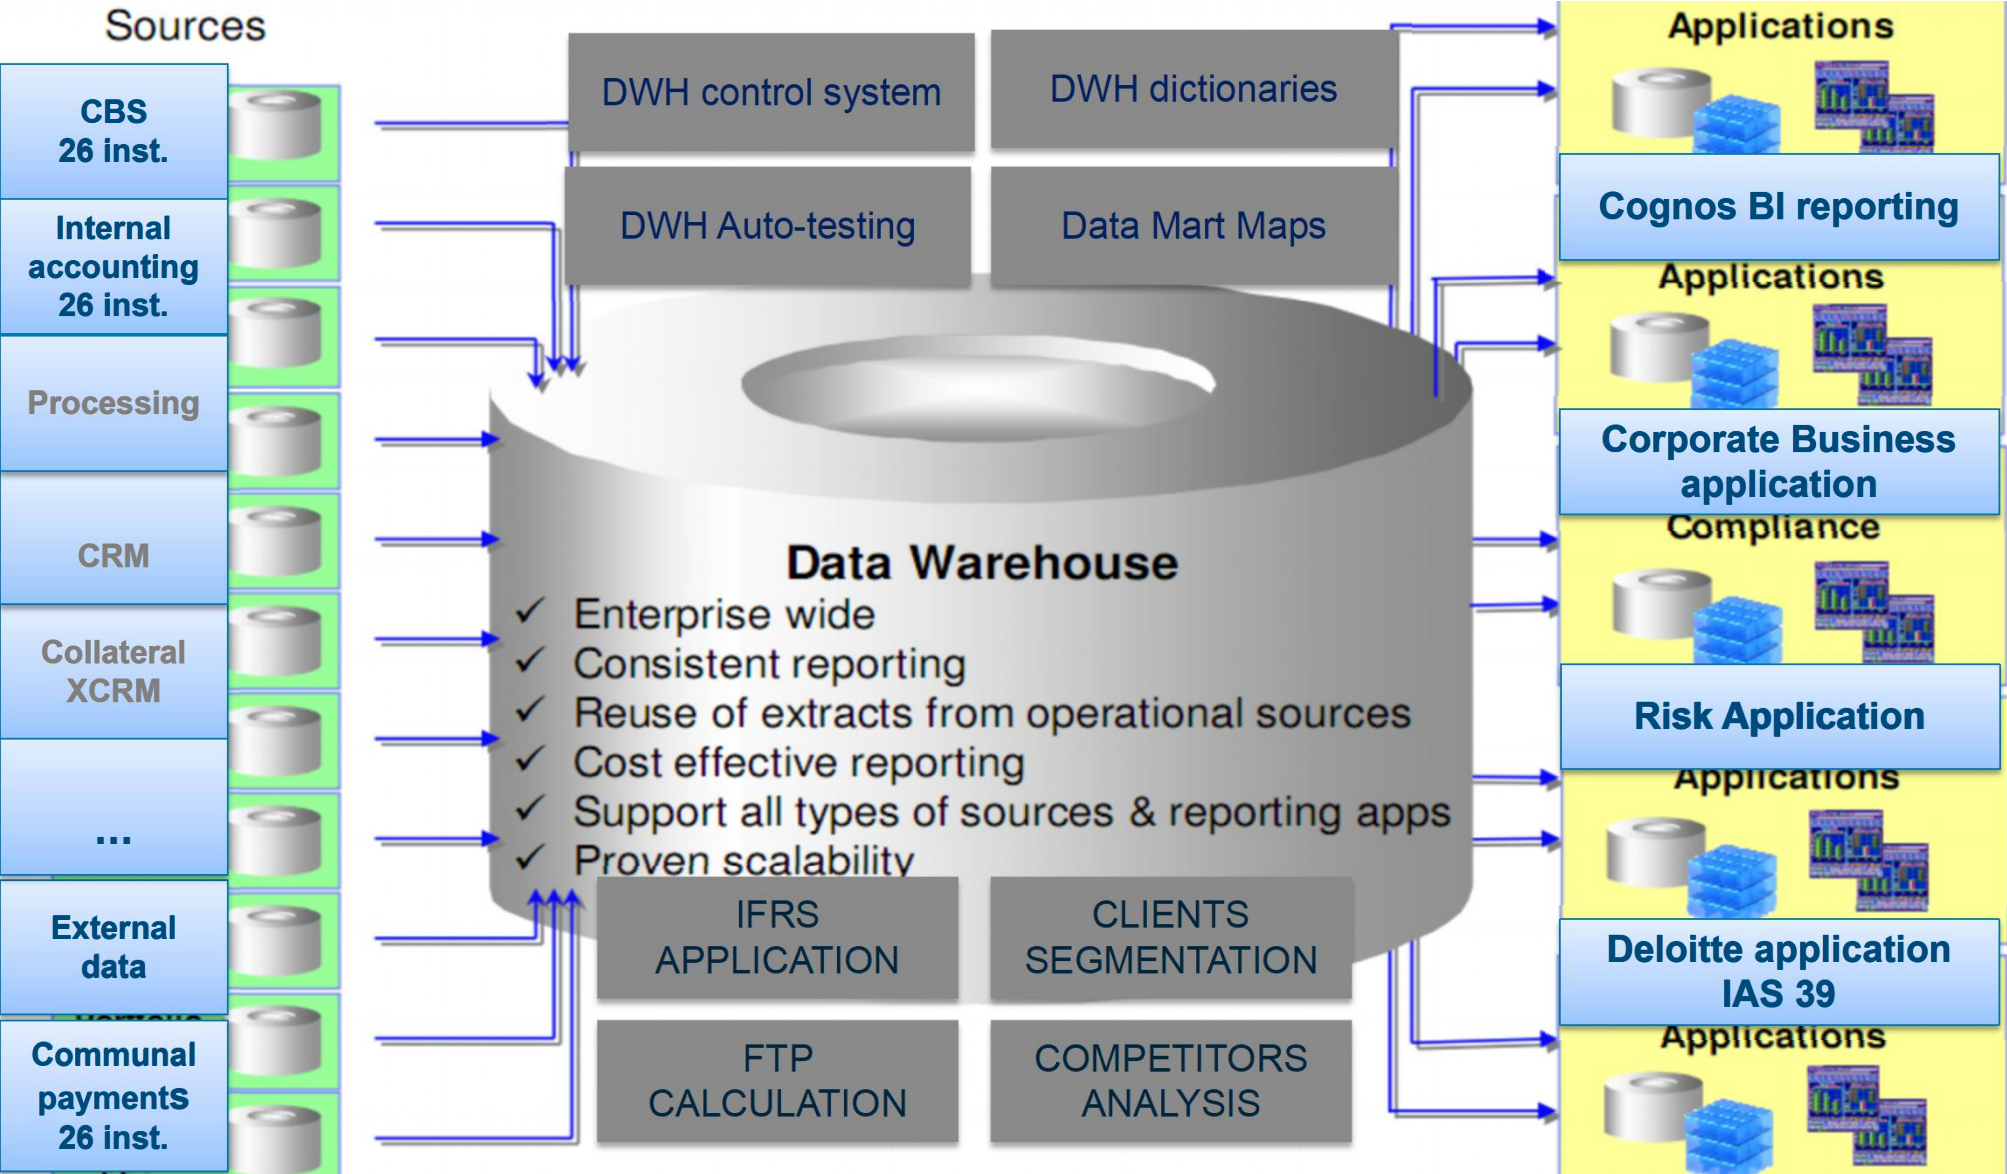 Sources
CBS
26 inst.
Internal
accounting
26 inst.
Processing
CRM
Collateral
XCRM
...
External
data
Communal
payments
26 inst.
DWH control system
DWH dictionaries
DWH Auto-testing
Data Mart Maps
Data Warehouse
✓ Enterprise wide
✓ Consistent reporting
✓ Reuse of extracts from operational sources
✓ Cost effective reporting
✓ Support all types of sources & reporting apps
✓ Proven scalability
IFRS
APPLICATION
CLIENTS
SEGMENTATION
FTP
CALCULATION
COMPETITORS
ANALYSIS
Applications
Cognos BI reporting
Applications
Corporate Business
application
Compliance
Risk Application
Applications
Deloitte application
IAS 39
Applications